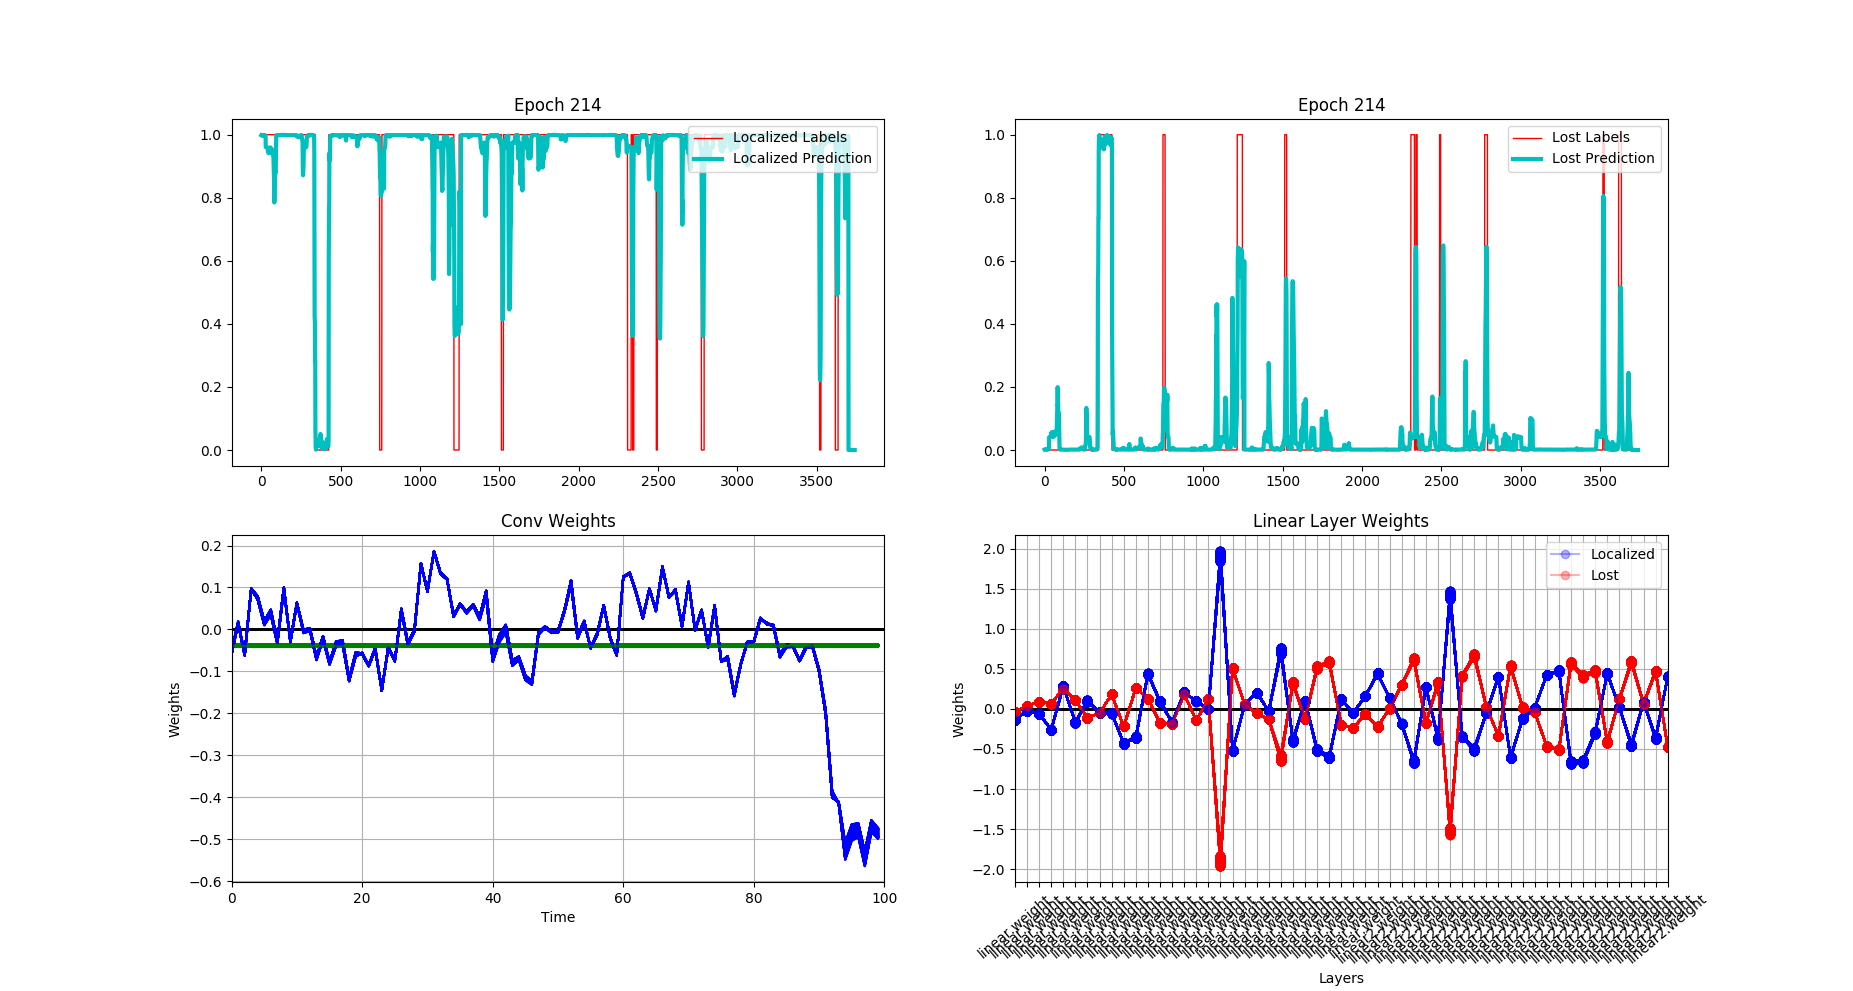 Epoch 214
1.0
0.8
0.6
0.4
0.2
0.0
Localized Labels
Localized Prediction
0 500 1000 1500 2000 2500 3000 3500
Epoch 214
1.0
0.8
0.6
0.4
0.2
0.0
Lost Labels
Lost Prediction
0 500 1000 1500 2000 2500 3000 3500
Conv Weights
Weights
0.2
0.1
0.0
−0.1
−0.2
−0.3
−0.4
−0.5
−0.6
0 20 40 60 80 100
Time
Linear Layer Weights
Weights
2.0
1.5
1.0
0.5
0.0
−0.5
−1.0
−1.5
−2.0
Localized
Lost
linear.weight
linear2.weight
Layers